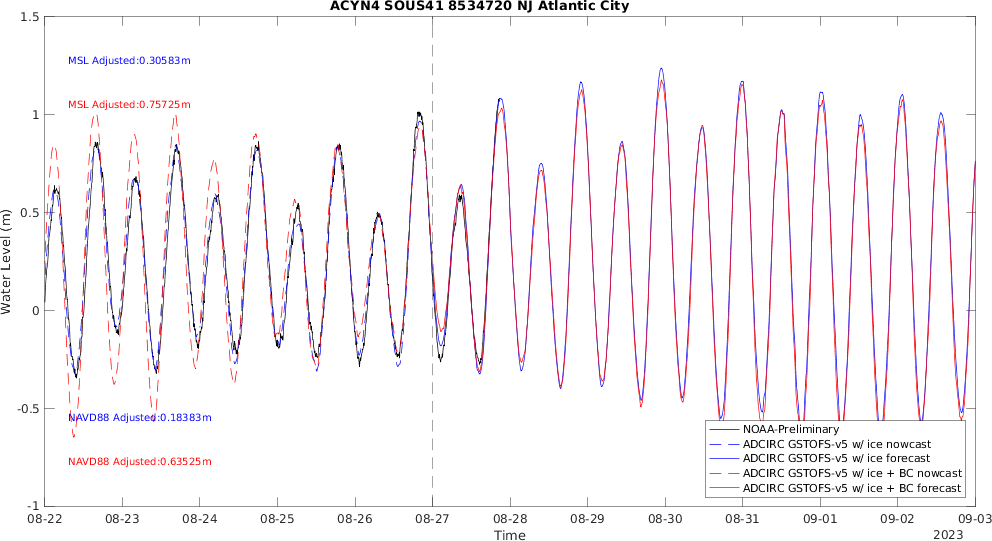 ACYN4 SOUS41 8534720 NJ Atlantic City
1.5
1
0.5
0
-0.5
-1
Water Level (m)
MSL Adjusted:0.30583m
MSL Adjusted:0.75725m
NAVD88 Adjusted:0.18383m
NAVD88 Adjusted:0.63525m
NOAA-Preliminary
ADCIRC GSTOFS-v5 w/ ice nowcast
ADCIRC GSTOFS-v5 w/ ice forecast
ADCIRC GSTOFS-v5 w/ ice + BC nowcast
ADCIRC GSTOFS-v5 w/ ice + BC forecast
08-22 08-23 08-24 08-25 08-26 08-27 08-28 08-29 08-30 08-31 09-01 09-02 09-03
Time
2023